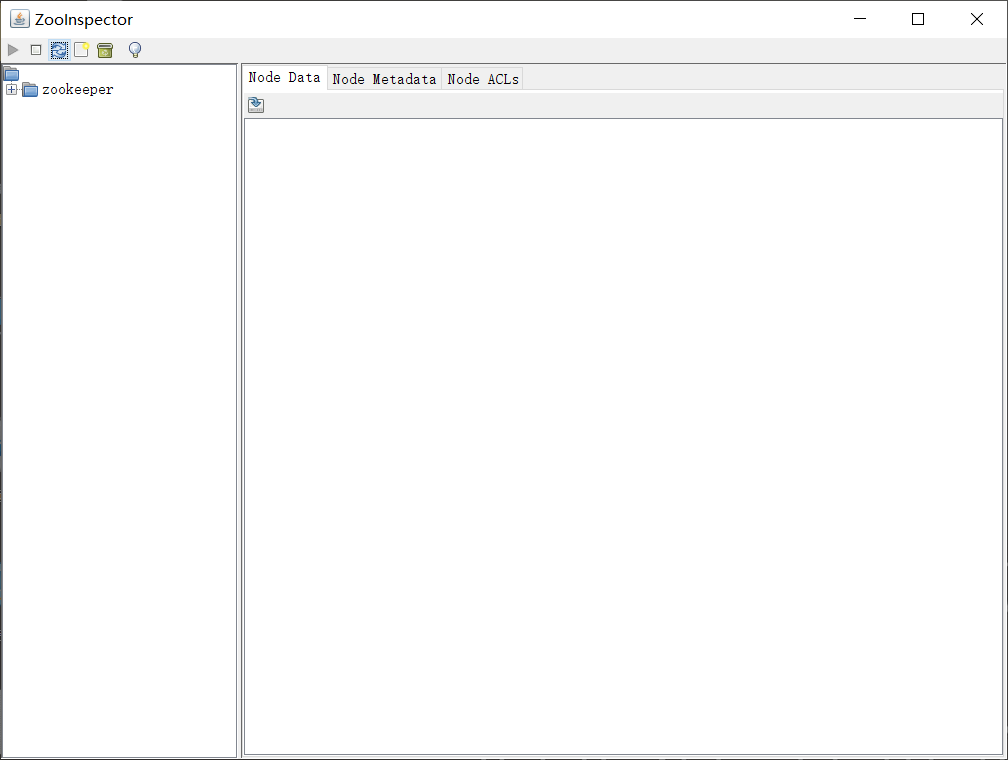 ZooInspector
Node Data Node Metadata Node ACLs
zookeeper